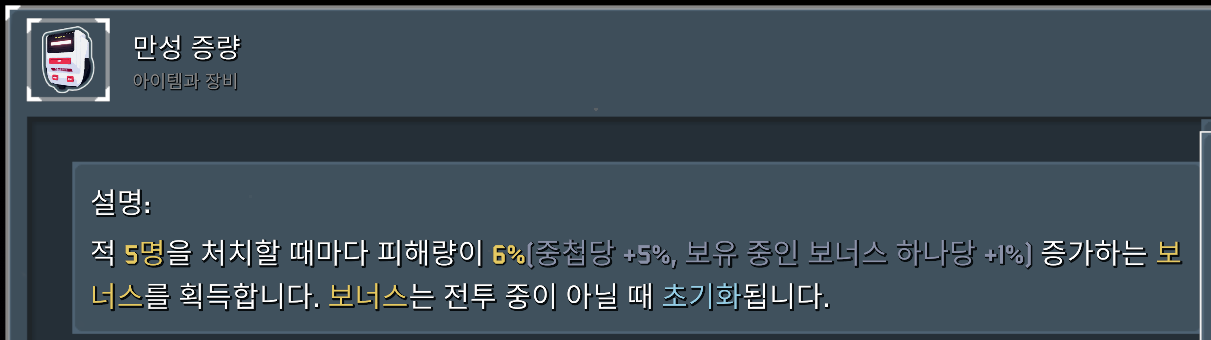 만성 증량
아이템과 장비
설명:
적 5명을 처치할 때마다 피해량이 6%(중첩당 +5%, 보유 중인 보너스 하나당 +1%) 증가하는 보
너스를 획득합니다. 보너스는 전투 중이 아닐 때 초기화됩니다.